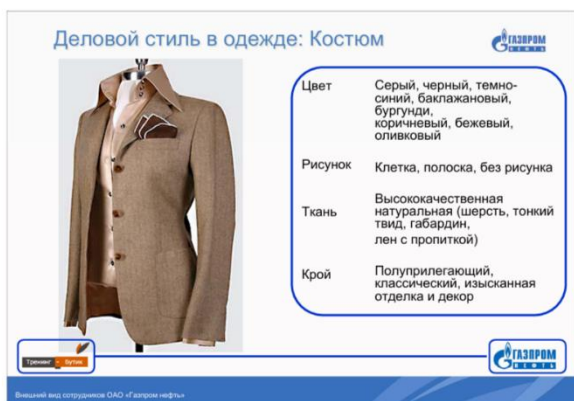 Деловой стиль в одежде: Костюм
ГАЗПРОМ
НЕФТЬ
Цвет
Серый, черный, темно-
синий, баклажановый,
бургунди,
коричневый, бежевый,
оливковый
Рисунок
Клетка, полоска, без рисунка
Ткань
Высококачественная
натуральная (шерсть, тонкий
твид, габардин,
лен с пропиткой)
Крой
Полуприлегающий,
классический, изысканная
отделка и декор
Тренинг - Бутик
ГАЗПРОМ
НЕФТЬ
Внешний вид сотрудников ОАО «Газпром нефть»